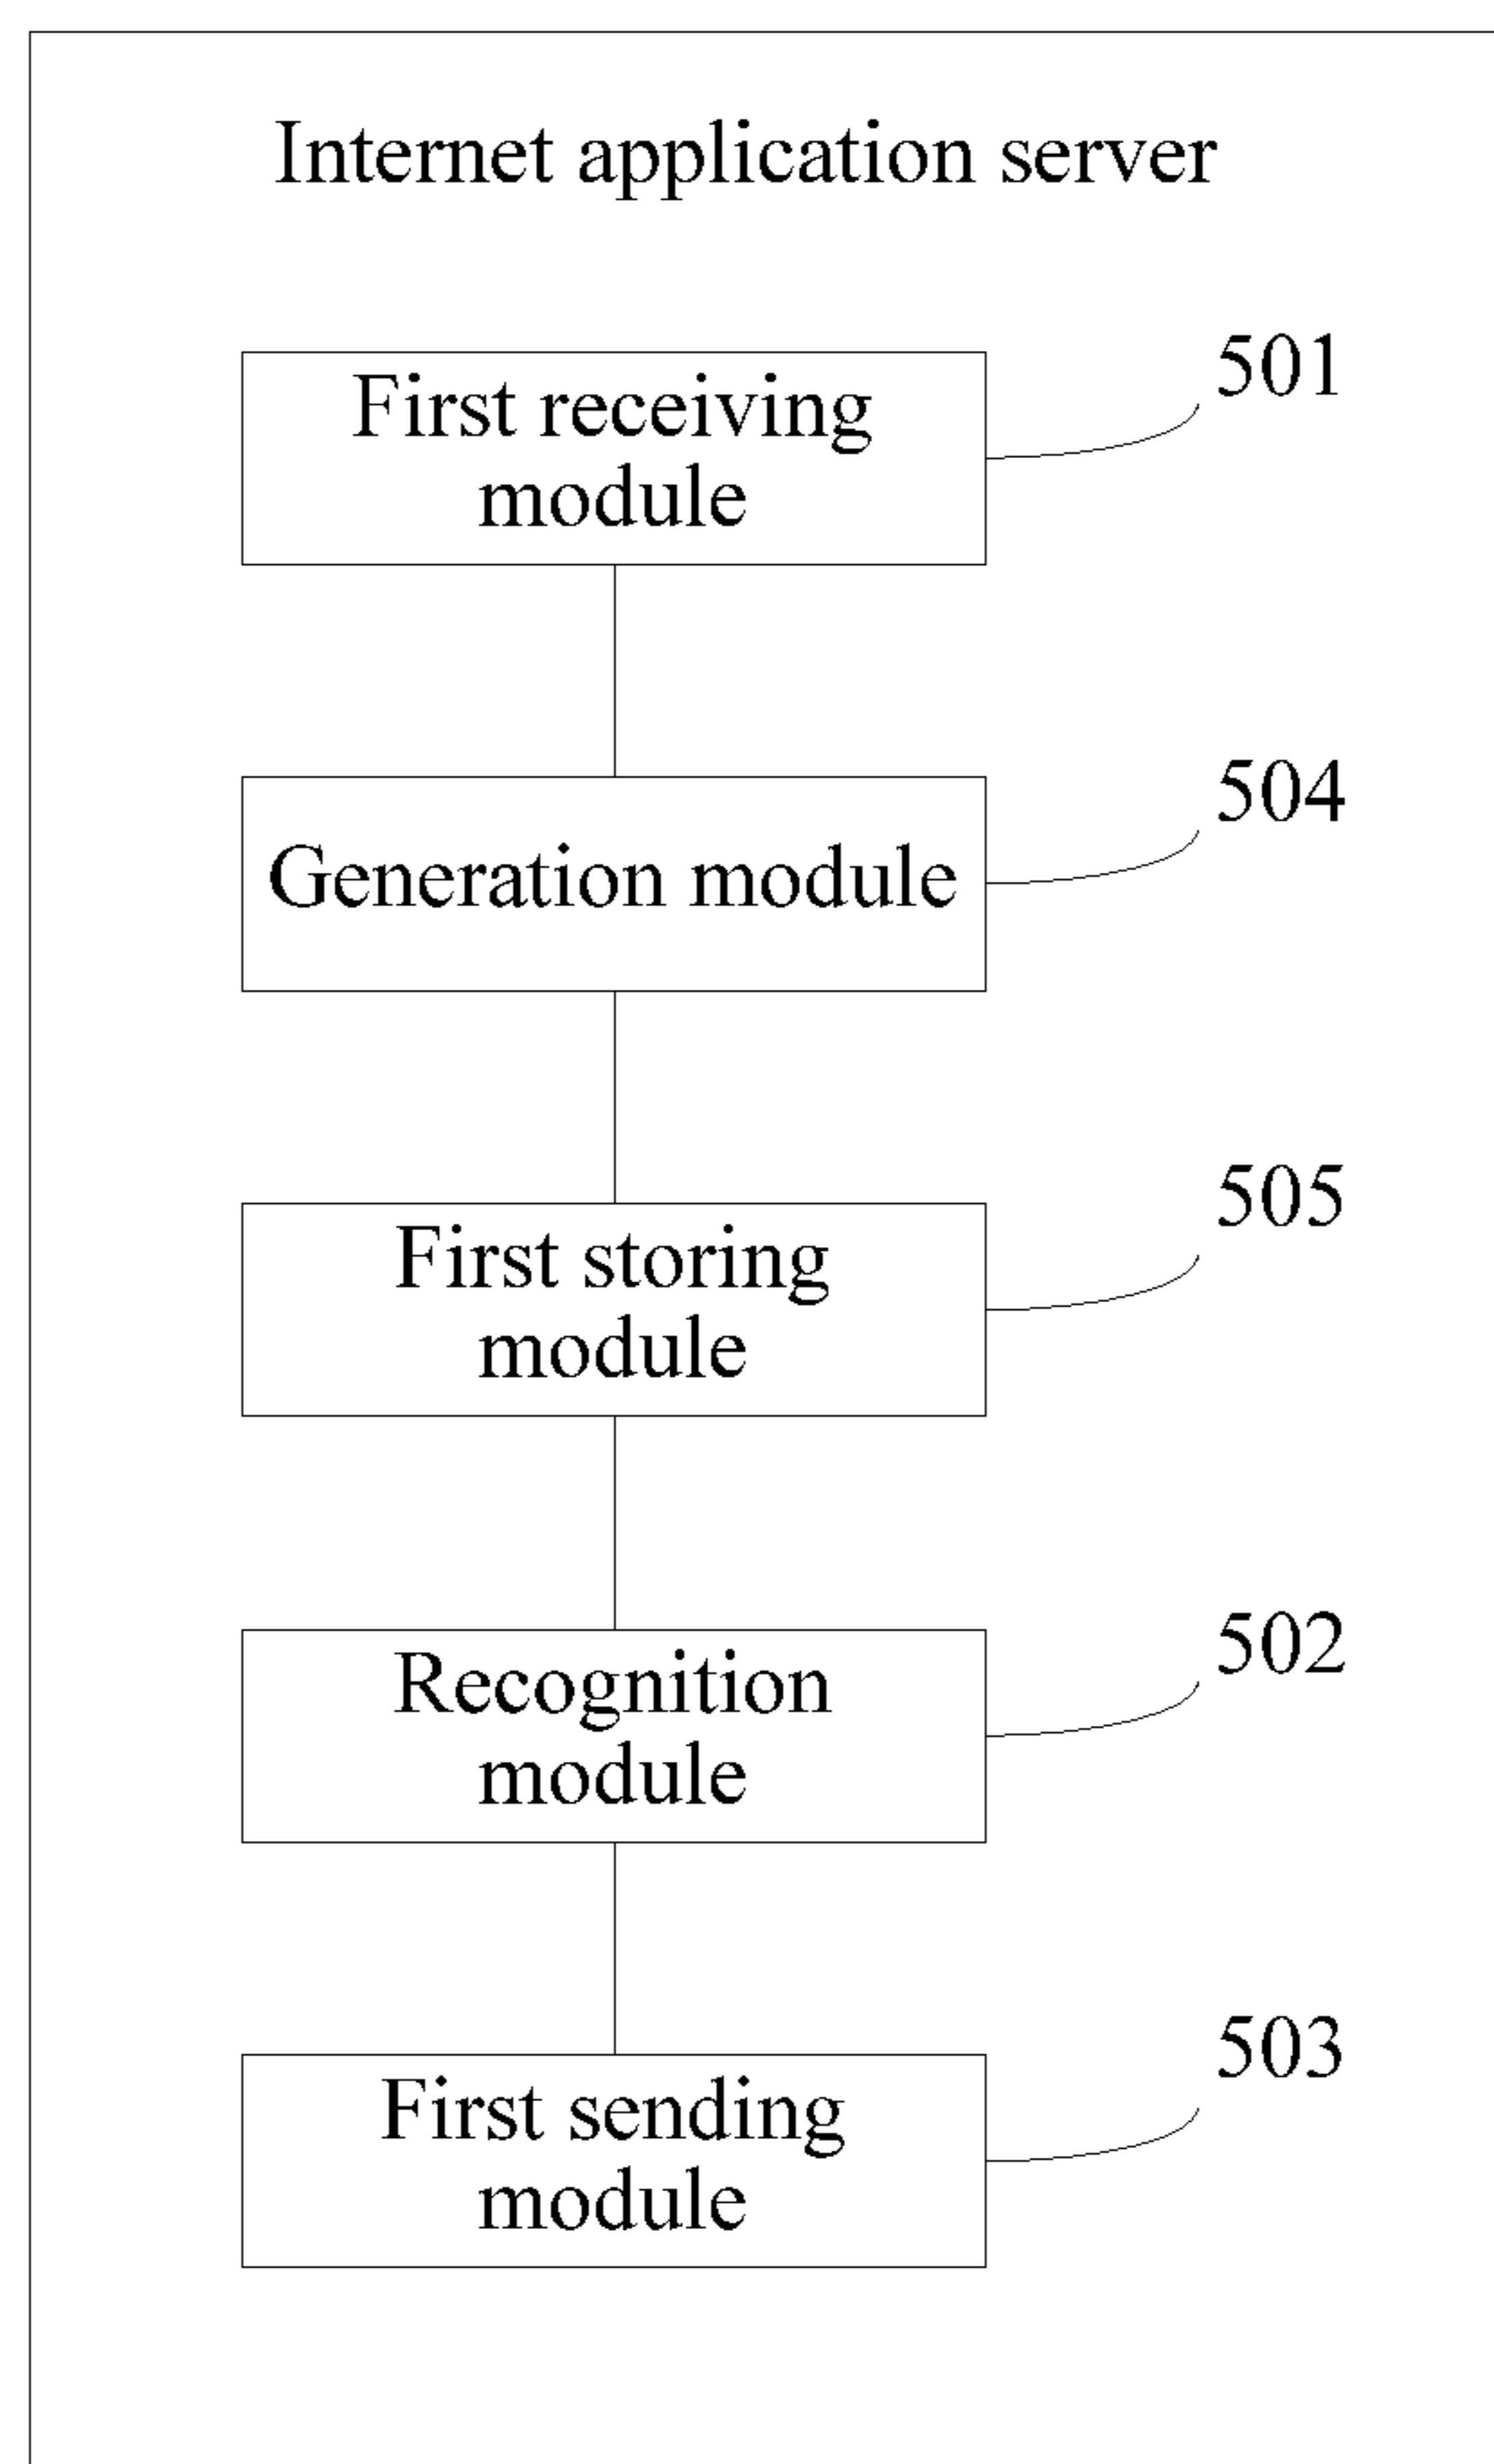 Internet application server
501
First receiving
module
504
Generation module
505
First storing
module
502
Recognition
module
503
First sending
module